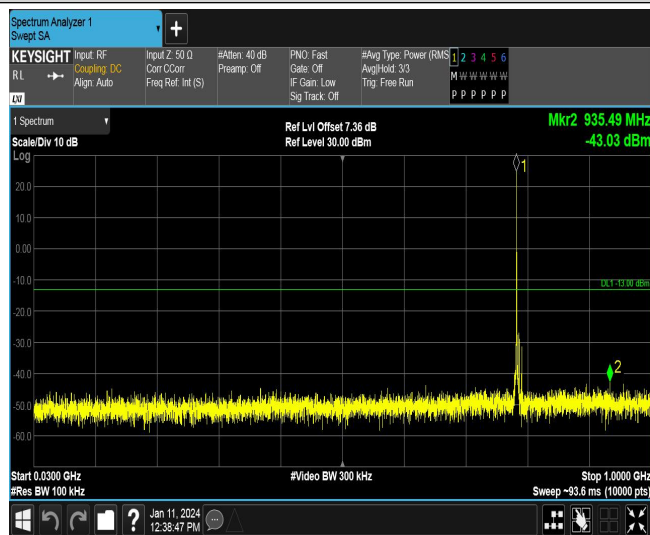 Spectrum Analyzer 1
Swept SA
+
KEYSIGHT
RL
LXI
Input: RF
Coupling: DC
Align: Auto
Input Z: 50 Ω
Corr CCorr
Freq Ref: Int (S)
#Atten: 40 dB
Preamp: Off
PNO: Fast
Gate: Off
IF Gain: Low
Sig Track: Off
#Avg Type: Power (RMS
Avg|Hold: 3/3
Trig: Free Run
1 2 3 4 5 6
M W W W W W
P P P P P P
1 Spectrum
Scale/Div 10 dB
Log
Ref Lvl Offset 7.36 dB
Ref Level 30.00 dBm
Mkr2 935.49 MHz
-43.03 dBm
1
20.0
10.0
0.00
-10.0
DL1 -13.00 dBm
-20.0
-30.0
-40.0
2
-50.0
-60.0
Start 0.0300 GHz
#Res BW 100 kHz
#Video BW 300 kHz
Stop 1.0000 GHz
Sweep ~93.6 ms (10000 pts)
?
Jan 11, 2024
12:38:47 PM